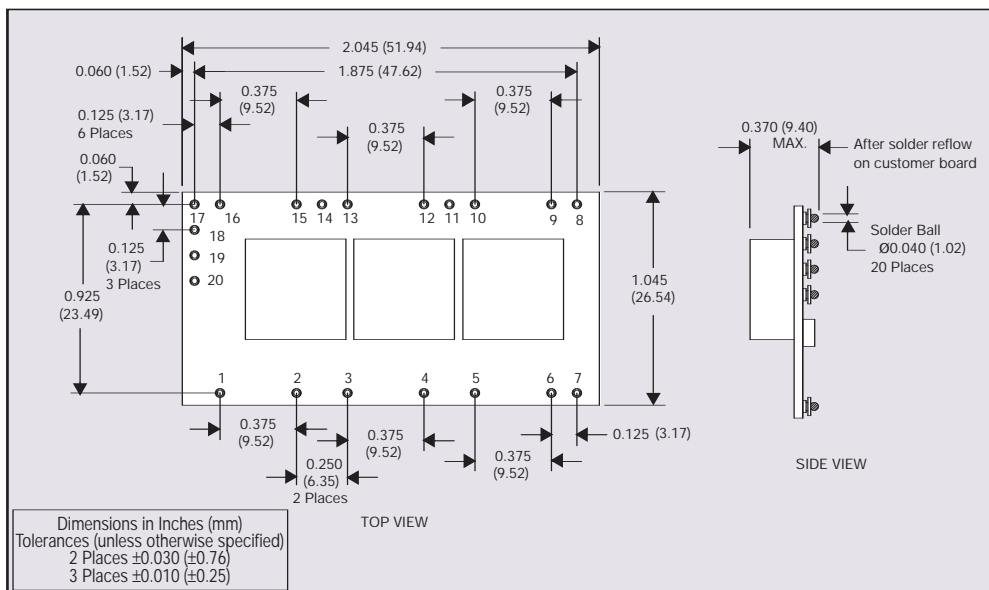 2.045 (51.94)
0.060 (1.52)
1.875 (47.62)
0.375
(9.52)
0.375
(9.52)
0.125 (3.17)
6 Places
0.375
(9.52)
0.370 (9.40)
MAX.
After solder reflow
on customer board
0.060
(1.52)
17 16 15 14 13 12 11 10 9 8
18
19
20
0.125
(3.17)
3 Places
0.925
(23.49)
1.045
(26.54)
Solder Ball
Ø0.040 (1.02)
20 Places
1 2 3 4 5 6 7
0.375
(9.52)
0.375
(9.52)
0.125 (3.17)
0.375
(9.52)
0.250
(6.35)
2 Places
SIDE VIEW
TOP VIEW
Dimensions in Inches (mm)
Tolerances (unless otherwise specified)
2 Places ±0.030 (±0.76)
3 Places ±0.010 (±0.25)